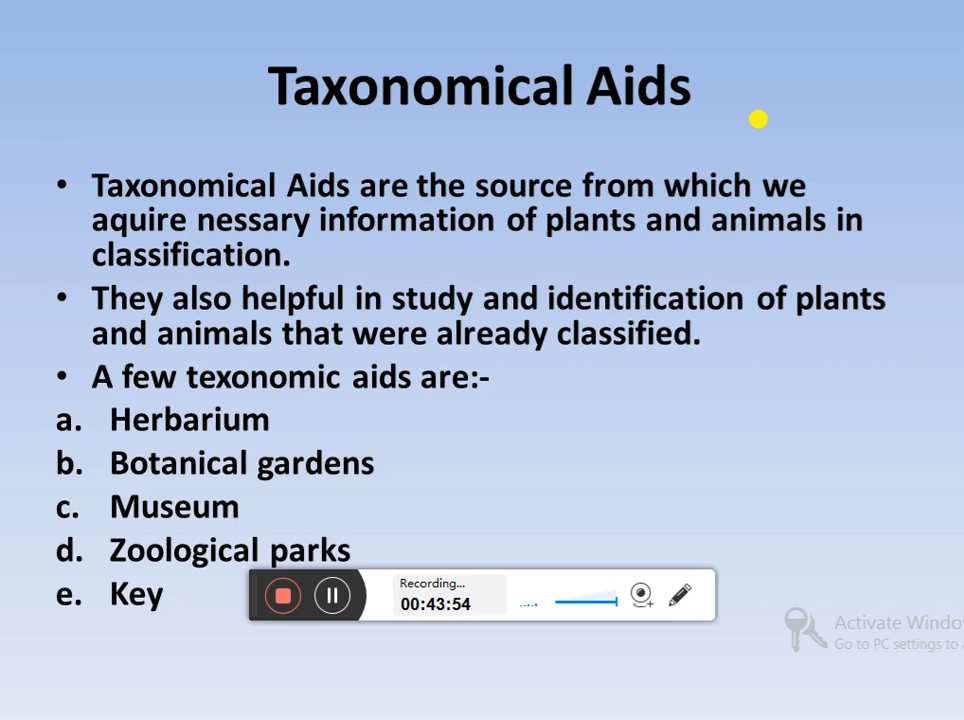 Taxonomical Aids
• Taxonomical Aids are the source from which we
aquire nessary information of plants and animals in
classification.
• They also helpful in study and identification of plants
and animals that were already classified.
• A few texonomic aids are:-
a. Herbarium
b. Botanical gardens
c. Museum
d. Zoological parks
e. Key
Recording...
00:43:54
Activate Windo
Go to PC settings to